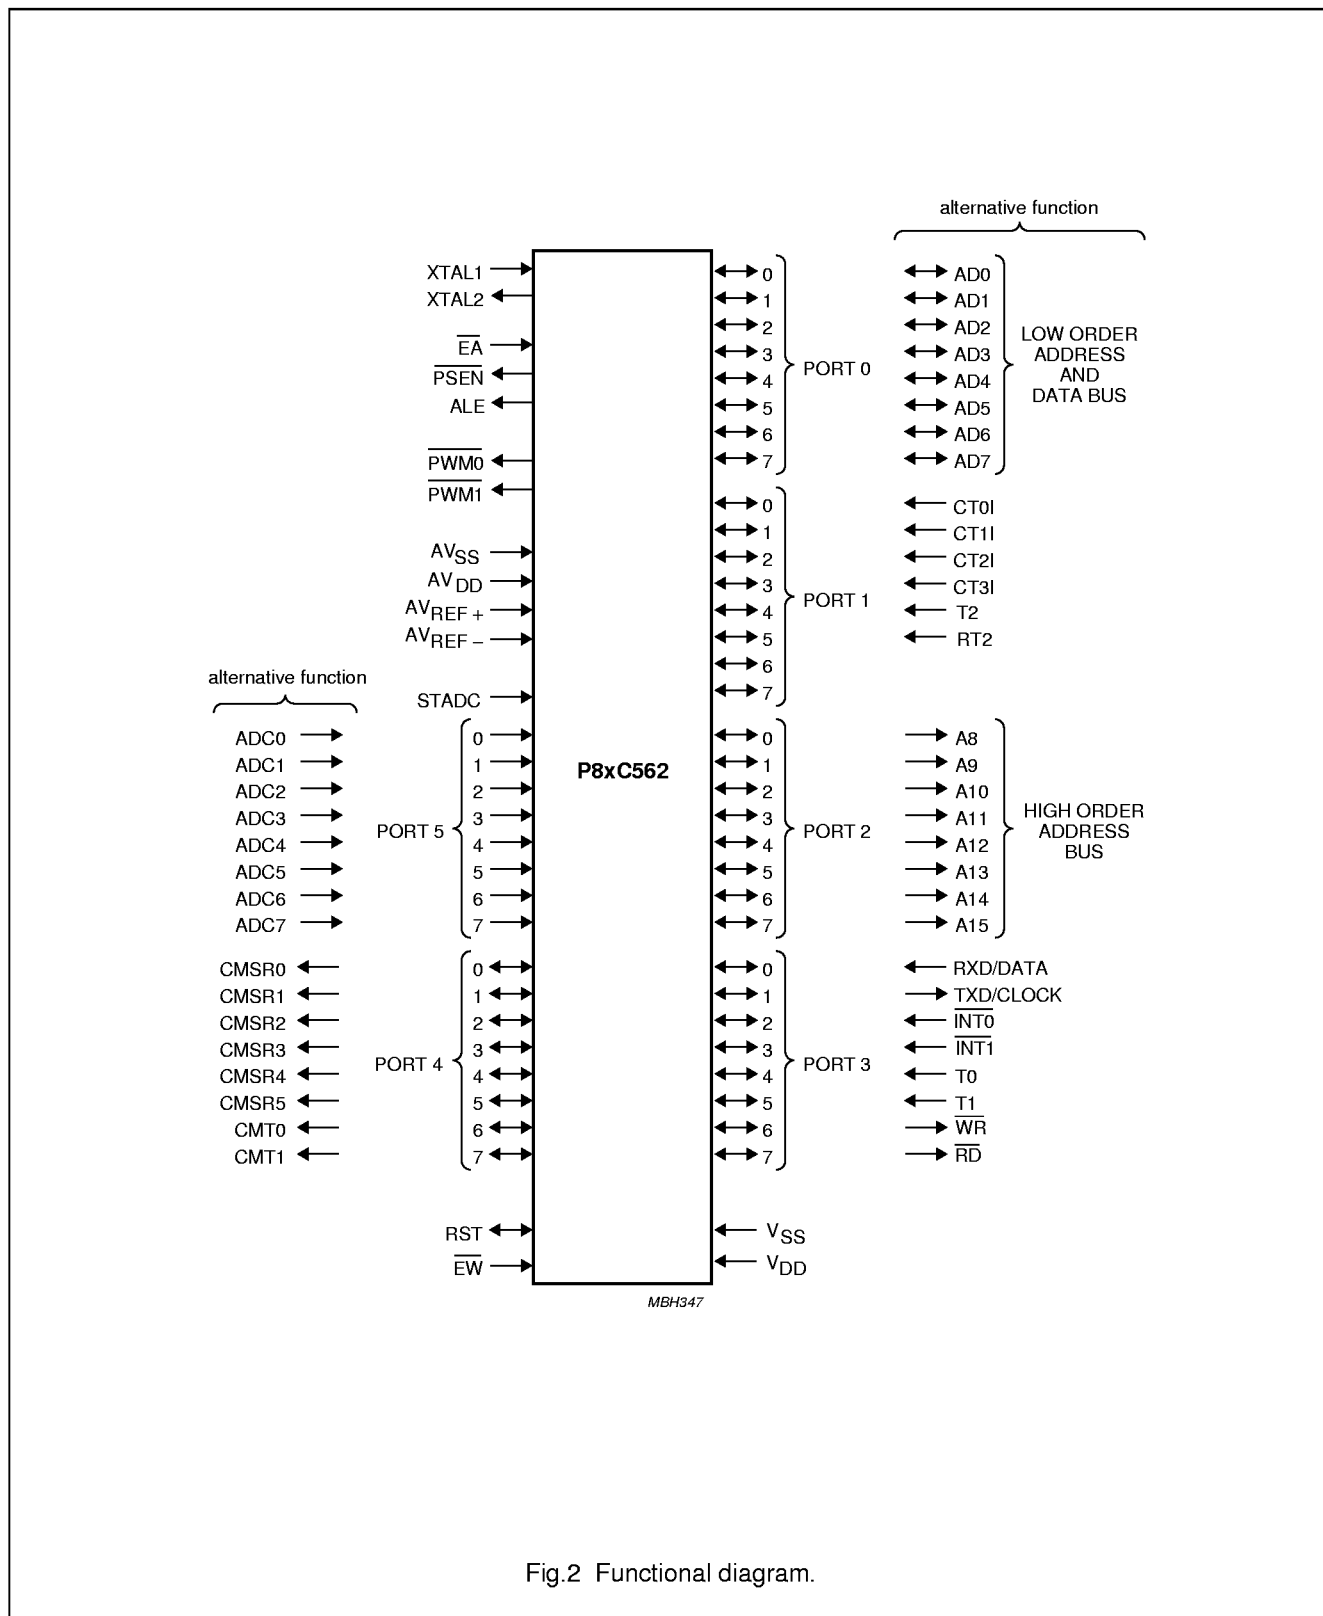 alternative function
XTAL1
XTAL2
EA
PSEN
ALE
PWM0
PWM1
AVSS
AVDD
AVREF +
AVREF –
STADC
alternative function
ADC0
ADC1
ADC2
ADC3
ADC4
ADC5
ADC6
ADC7
PORT 5
0
1
2
3
4
5
6
7
CMSR0
CMSR1
CMSR2
CMSR3
CMSR4
CMSR5
CMT0
CMT1
PORT 4
0
1
2
3
4
5
6
7
RST
EW
P8xC562
0
1
2
3
4
5
6
7
PORT 0
AD0
AD1
AD2
AD3
AD4
AD5
AD6
AD7
LOW ORDER
ADDRESS
AND
DATA BUS
0
1
2
3
4
5
6
7
PORT 1
CT0I
CT1I
CT2I
CT3I
T2
RT2
0
1
2
3
4
5
6
7
PORT 2
A8
A9
A10
A11
A12
A13
A14
A15
HIGH ORDER
ADDRESS
BUS
0
1
2
3
4
5
6
7
PORT 3
RXD/DATA
TXD/CLOCK
INT0
INT1
T0
T1
WR
RD
VSS
VDD
MBH347
Fig.2 Functional diagram.